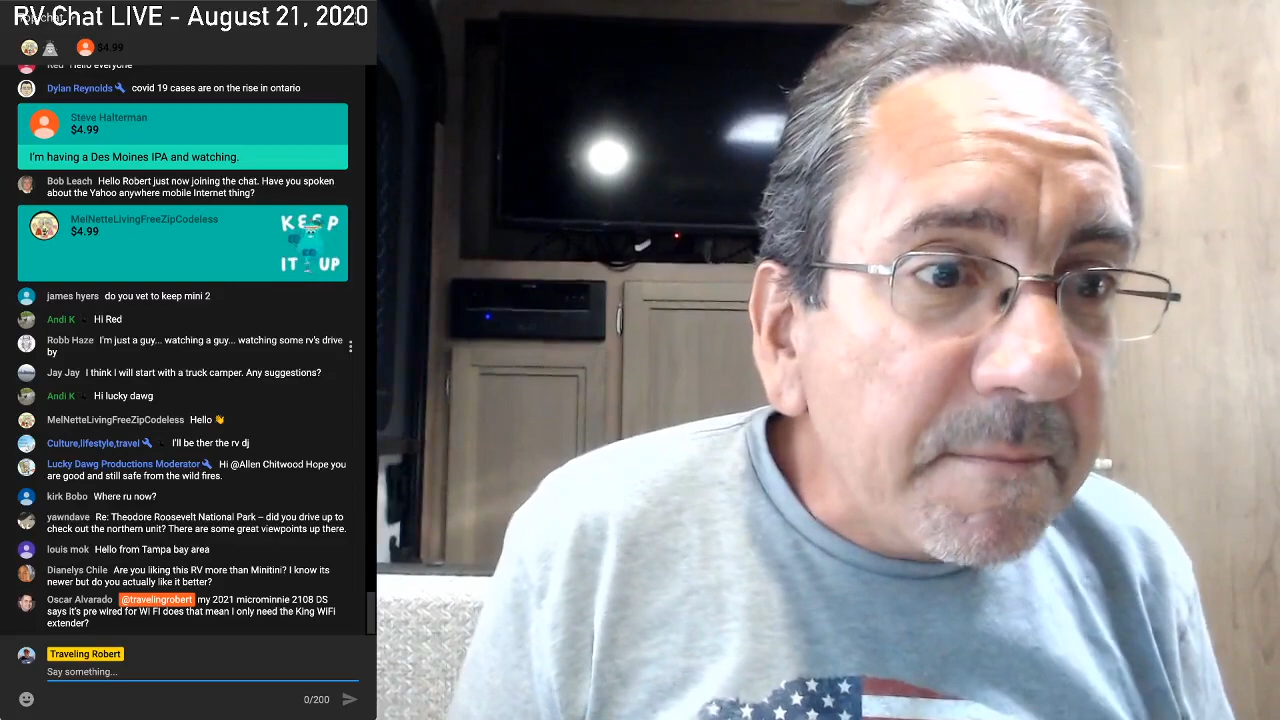 RV Chat LIVE - August 21, 2020
$4.99
Red Hello everyone
Dylan Reynolds covid 19 cases are on the rise in ontario
Steve Halterman
$4.99
I'm having a Des Moines IPA and watching.
Bob Leach Hello Robert just now joining the chat. Have you spoken
about the Yahoo anywhere mobile Internet thing?
MelNetteLivingFreeZipCodeless
$4.99
KEEP
IT UP
james hyers do you vet to keep mini 2
Andi K Hi Red
Robb Haze I'm just a guy... watching a guy... watching some rv's drive
by
Jay Jay I think I will start with a truck camper. Any suggestions?
Andi K Hi lucky dawg
MelNetteLivingFreeZipCodeless Hello 👋
Culture,lifestyle,travel I'll be ther the rv dj
Lucky Dawg Productions Moderator Hi @Allen Chitwood Hope you
are good and still safe from the wild fires.
kirk Bobo Where ru now?
yawndave Re: Theodore Roosevelt National Park – did you drive up to
check out the northern unit? There are some great viewpoints up there.
louis mok Hello from Tampa bay area
Dianelys Chile Are you liking this RV more than Minitini? I know its
newer but do you actually like it better?
Oscar Alvarado @travelingrobert my 2021 microminnie 2108 DS
says it's pre wired for WI FI does that mean I only need the King WiFi
extender?
Traveling Robert
Say something...
0/200